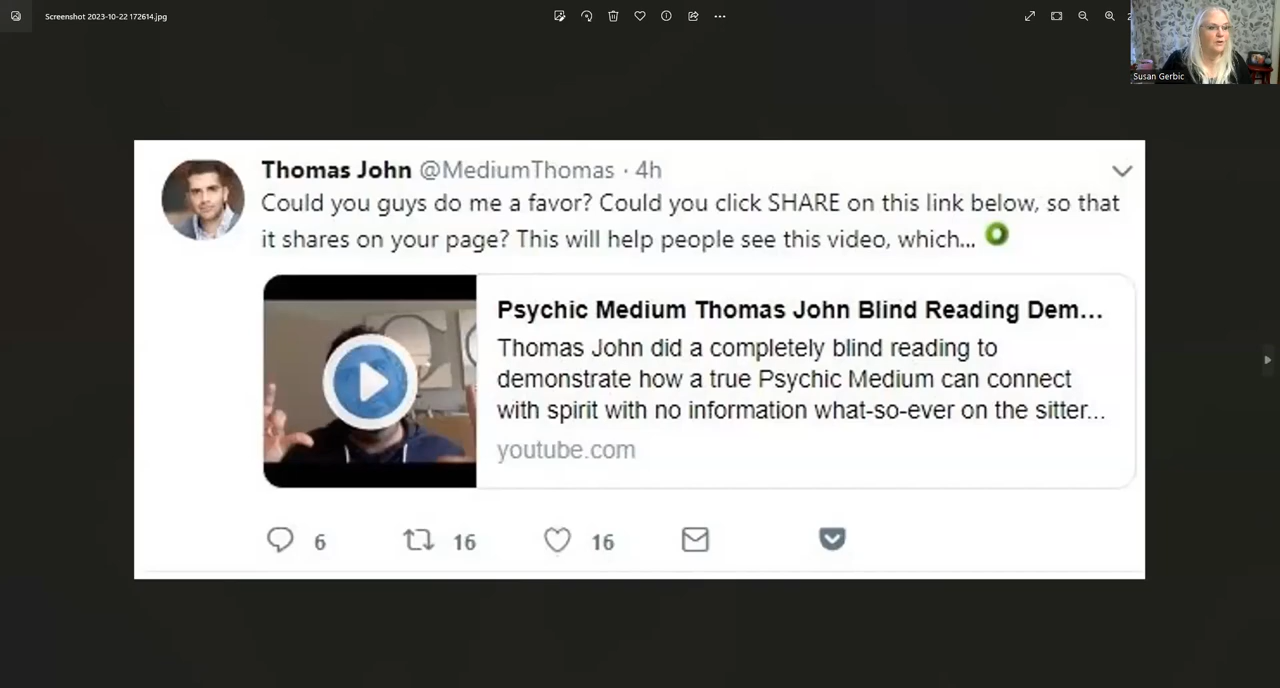 Screenshot 2023-10-22 172614.jpg
Susan Gerbic
Thomas John @MediumThomas · 4h
Could you guys do me a favor? Could you click SHARE on this link below, so that
it shares on your page? This will help people see this video, which...
Psychic Medium Thomas John Blind Reading Dem...
Thomas John did a completely blind reading to
demonstrate how a true Psychic Medium can connect
with spirit with no information what-so-ever on the sitter...
youtube.com
6 16 16